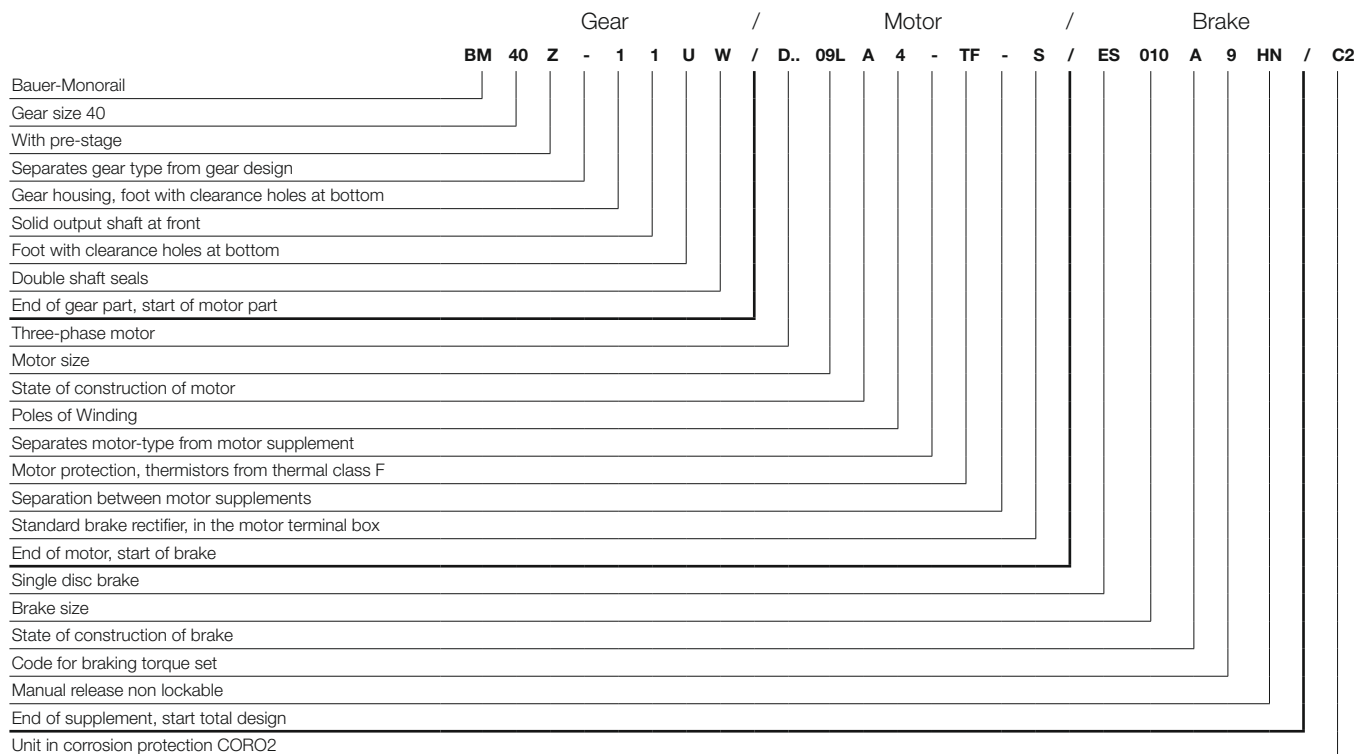 Gear / Motor / Brake
BM 40 Z - 1 1 U W / D.. 09L A 4 - TF - S / ES 010 A 9 HN / C2
Bauer-Monorail
Gear size 40
With pre-stage
Separates gear type from gear design
Gear housing, foot with clearance holes at bottom
Solid output shaft at front
Foot with clearance holes at bottom
Double shaft seals
End of gear part, start of motor part
Three-phase motor
Motor size
State of construction of motor
Poles of Winding
Separates motor-type from motor supplement
Motor protection, thermistors from thermal class F
Separation between motor supplements
Standard brake rectifier, in the motor terminal box
End of motor, start of brake
Single disc brake
Brake size
State of construction of brake
Code for braking torque set
Manual release non lockable
End of supplement, start total design
Unit in corrosion protection CORO2